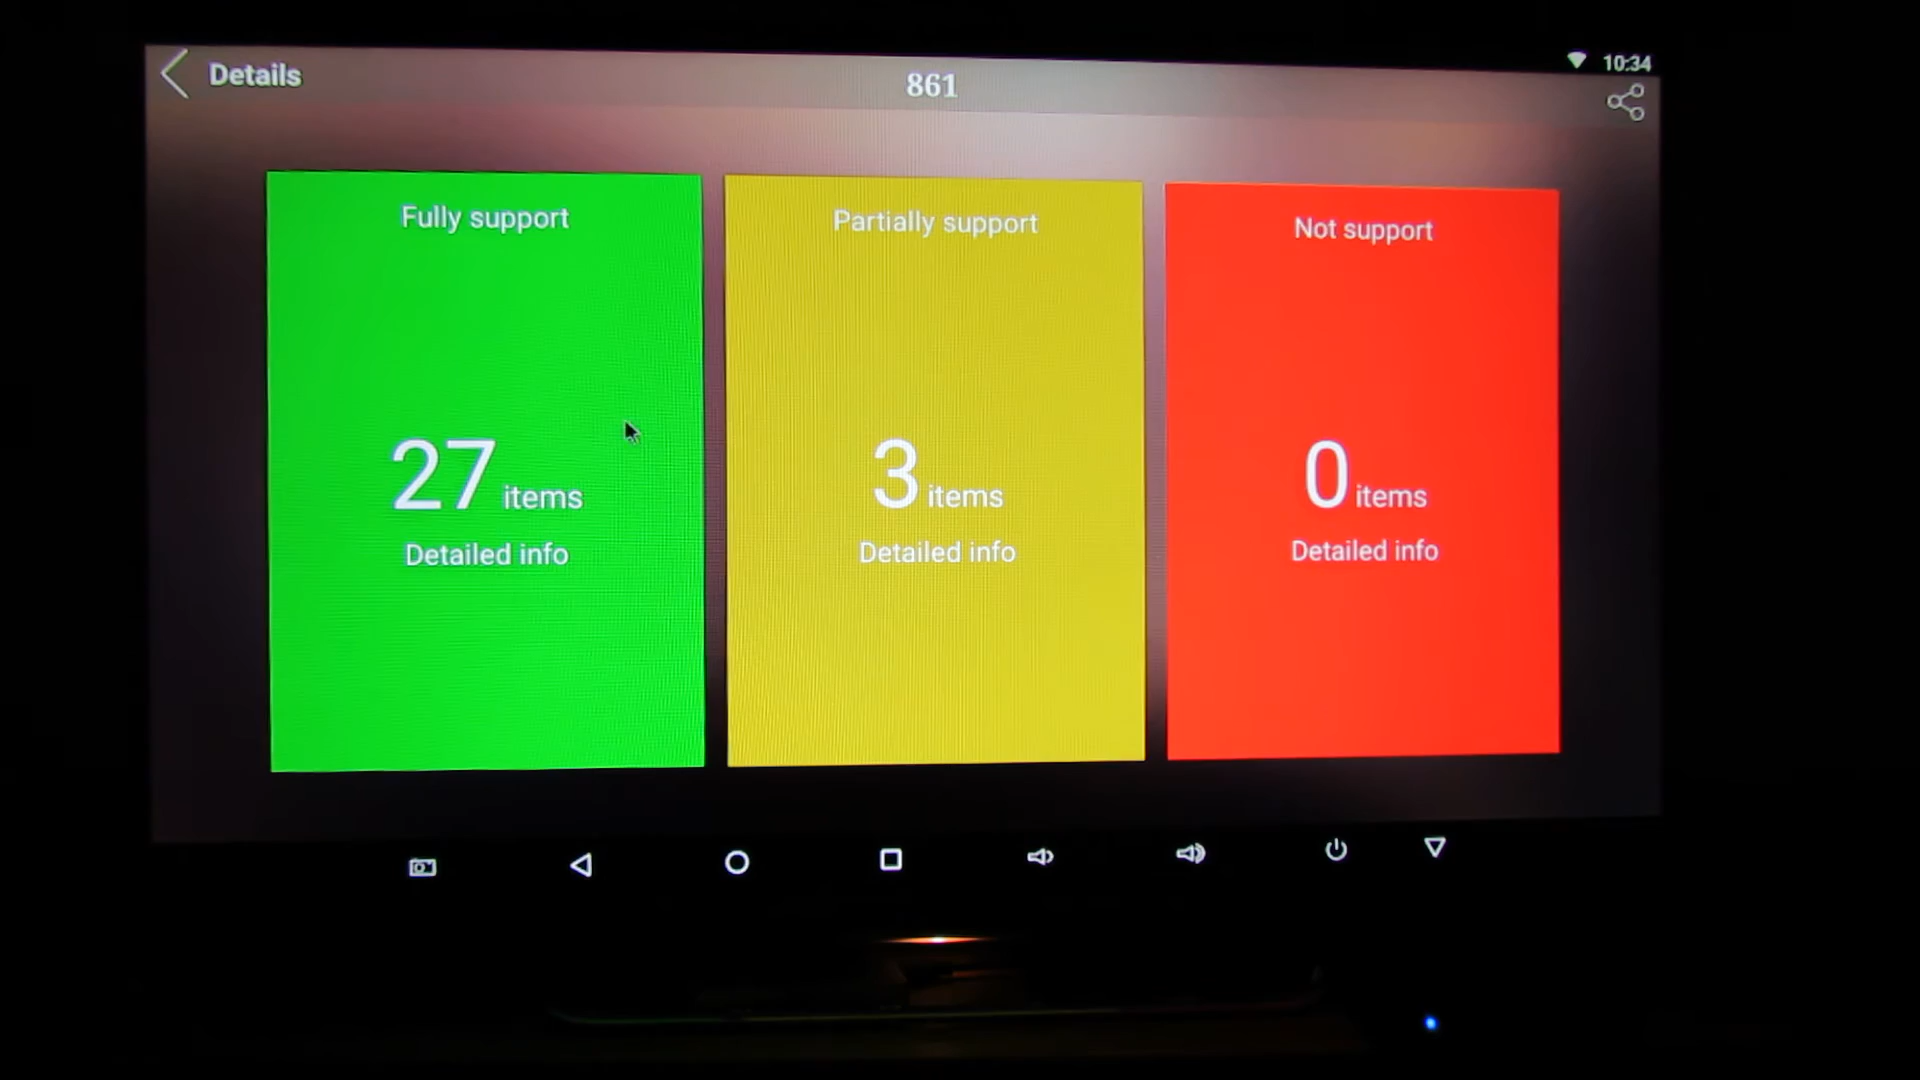 Details
861
10:34
Fully support
27 items
Detailed info
Partially support
3 items
Detailed info
Not support
0 items
Detailed info